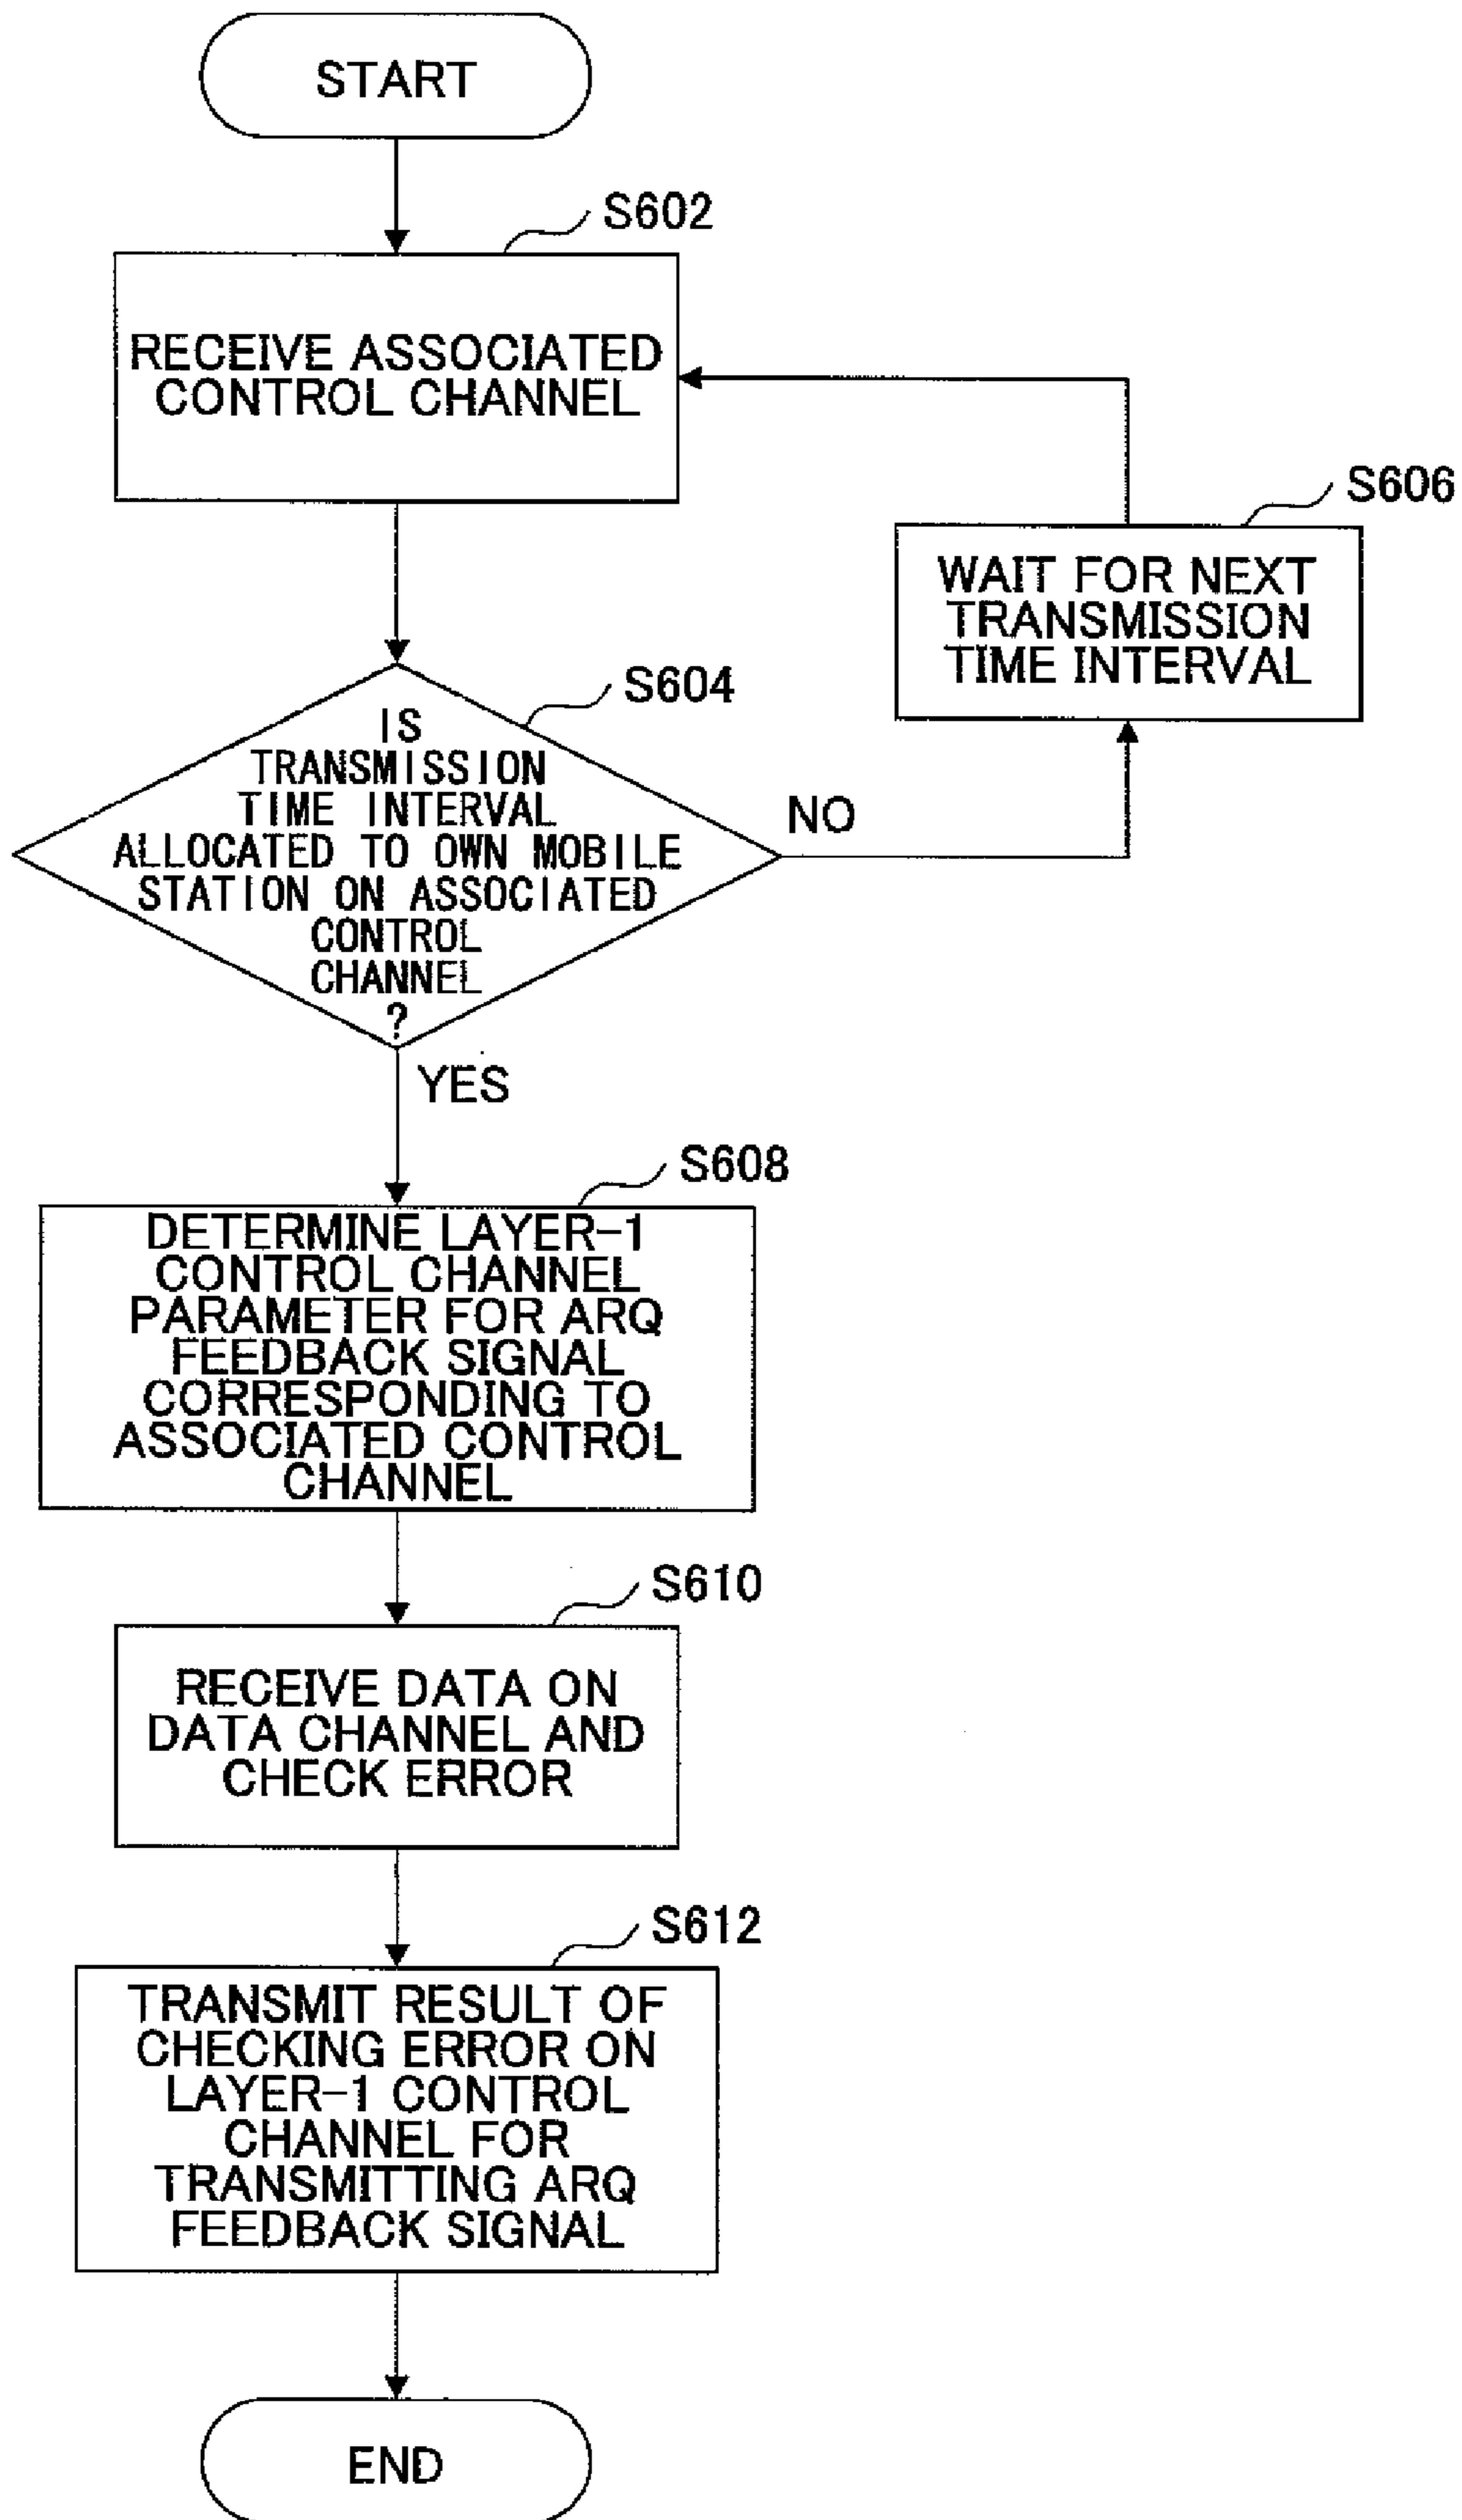 START
S602
RECEIVE ASSOCIATED
CONTROL CHANNEL
S606
WAIT FOR NEXT
TRANSMISSION
TIME INTERVAL
S604
IS
TRANSMISSION
TIME INTERVAL
ALLOCATED TO OWN MOBILE
STATION ON ASSOCIATED
CONTROL
CHANNEL
?
NO
YES
S608
DETERMINE LAYER-1
CONTROL CHANNEL
PARAMETER FOR ARQ
FEEDBACK SIGNAL
CORRESPONDING TO
ASSOCIATED CONTROL
CHANNEL
S610
RECEIVE DATA ON
DATA CHANNEL AND
CHECK ERROR
S612
TRANSMIT RESULT OF
CHECKING ERROR ON
LAYER-1 CONTROL
CHANNEL FOR
TRANSMITTING ARQ
FEEDBACK SIGNAL
END